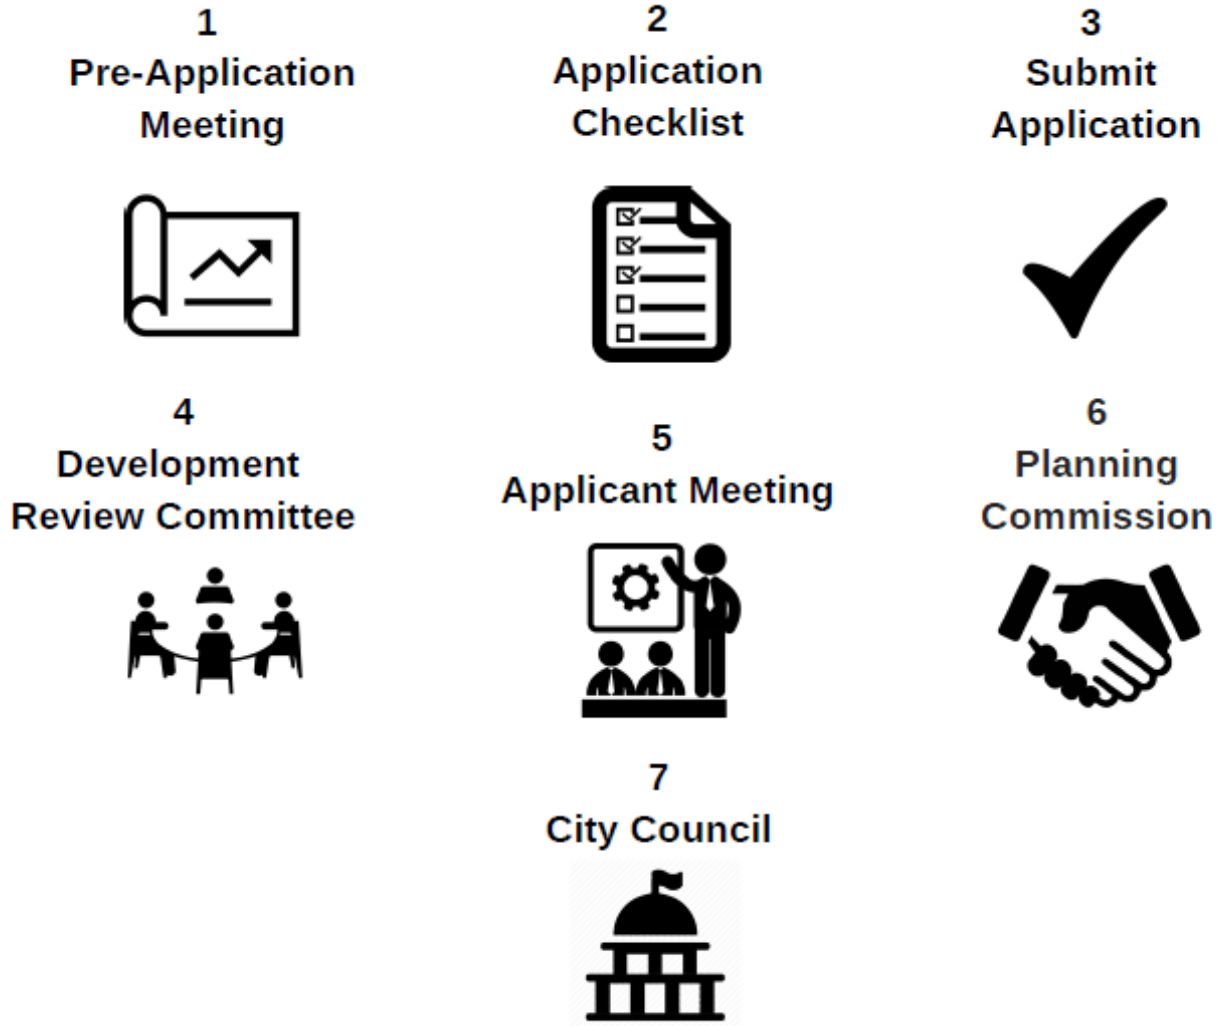 1
Pre-Application
Meeting
2
Application
Checklist
3
Submit
Application
4
Development
Review Committee
5
Applicant Meeting
6
Planning
Commission
7
City Council